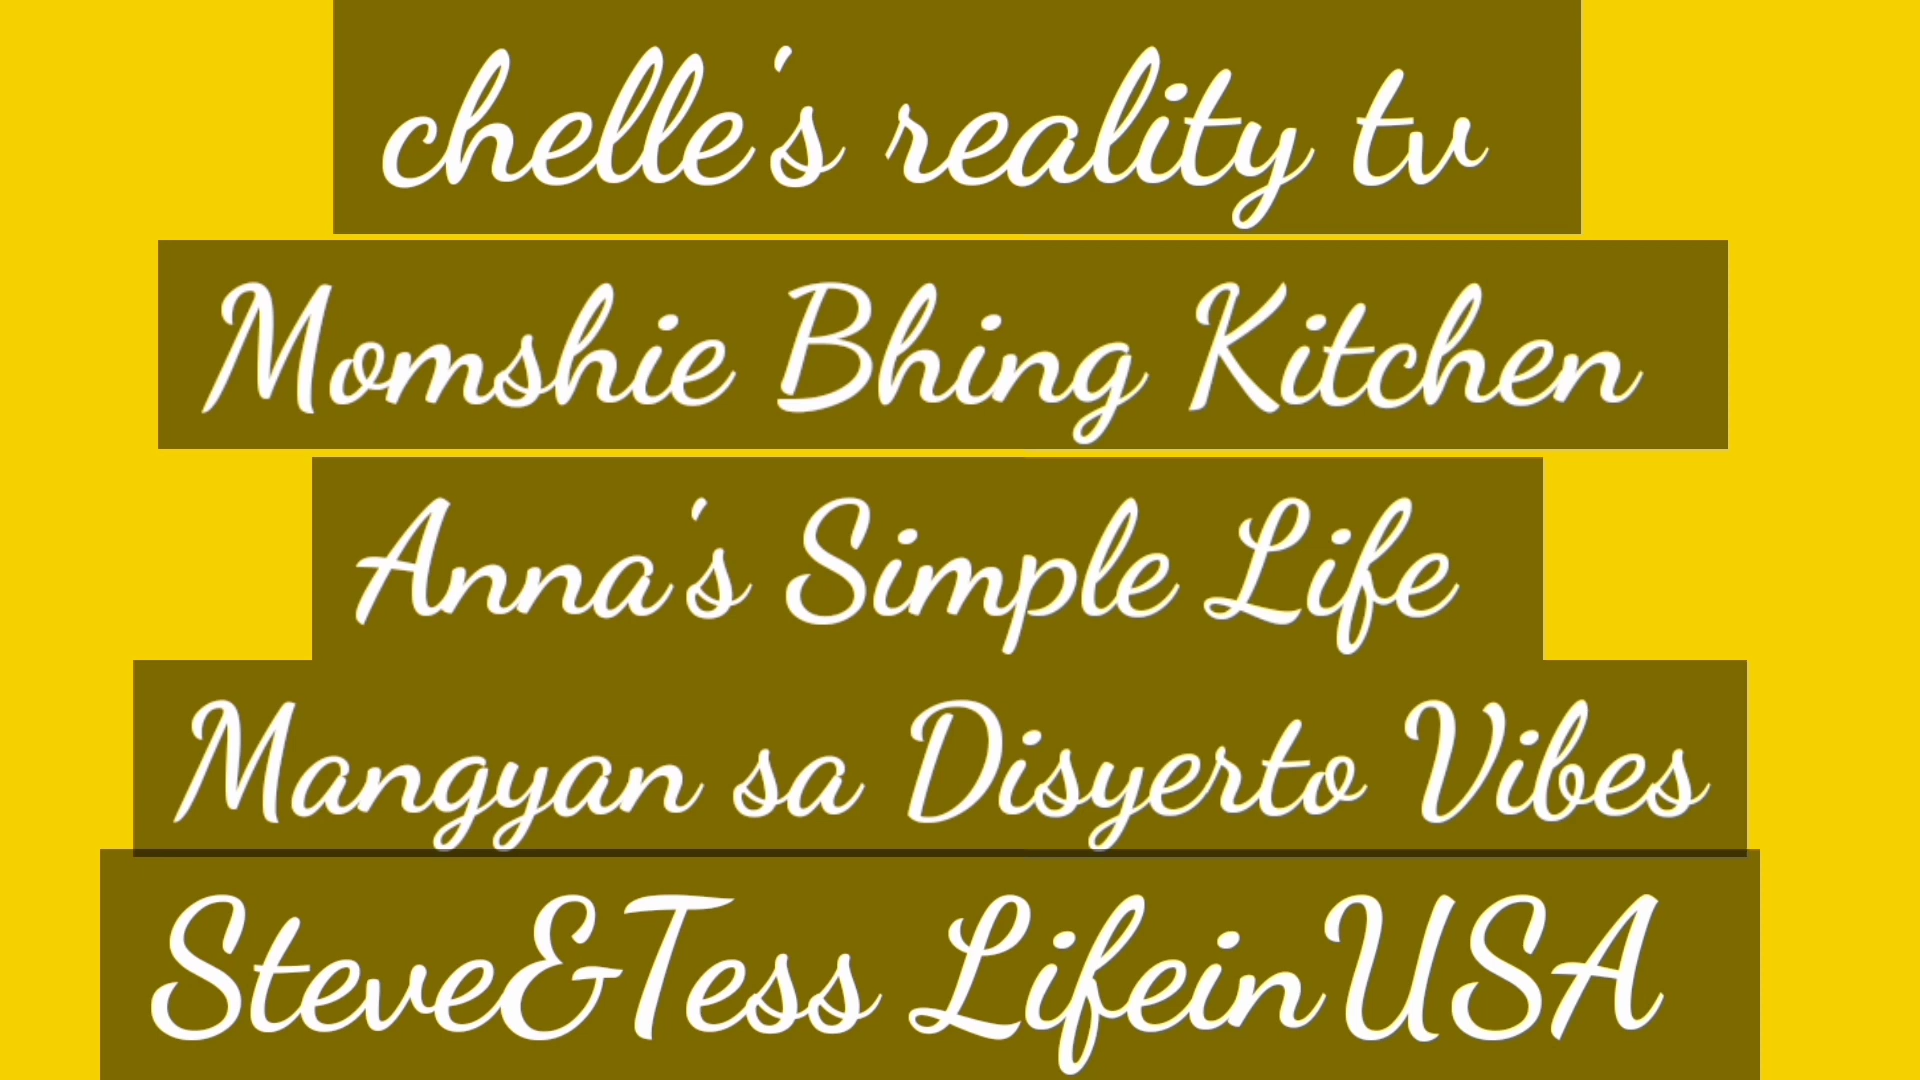 chelle's reality tv
Momshie Bhing Kitchen
Anna's Simple Life
Mangyan sa Disyerto Vibes
Steve&Tess LifeinUSA